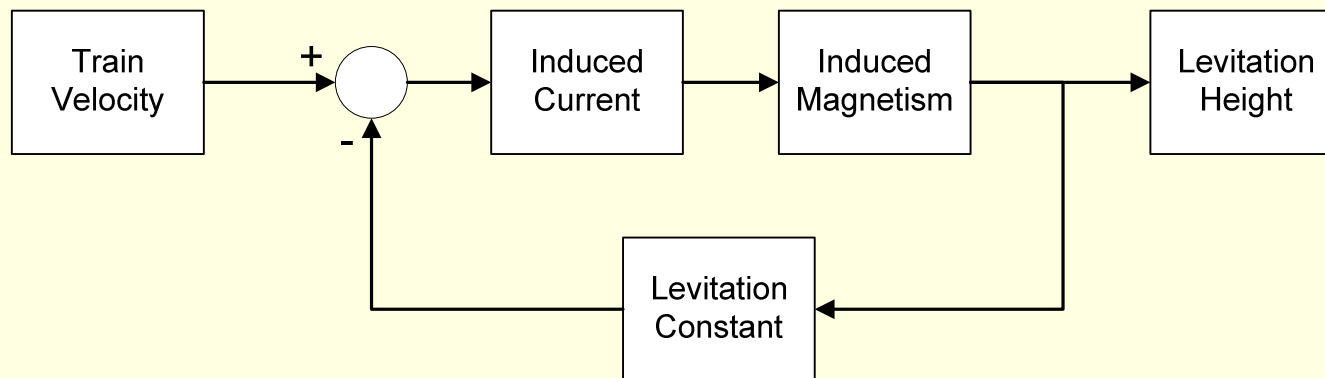 Train
Velocity
+
-
Induced
Current
Induced
Magnetism
Levitation
Height
Levitation
Constant